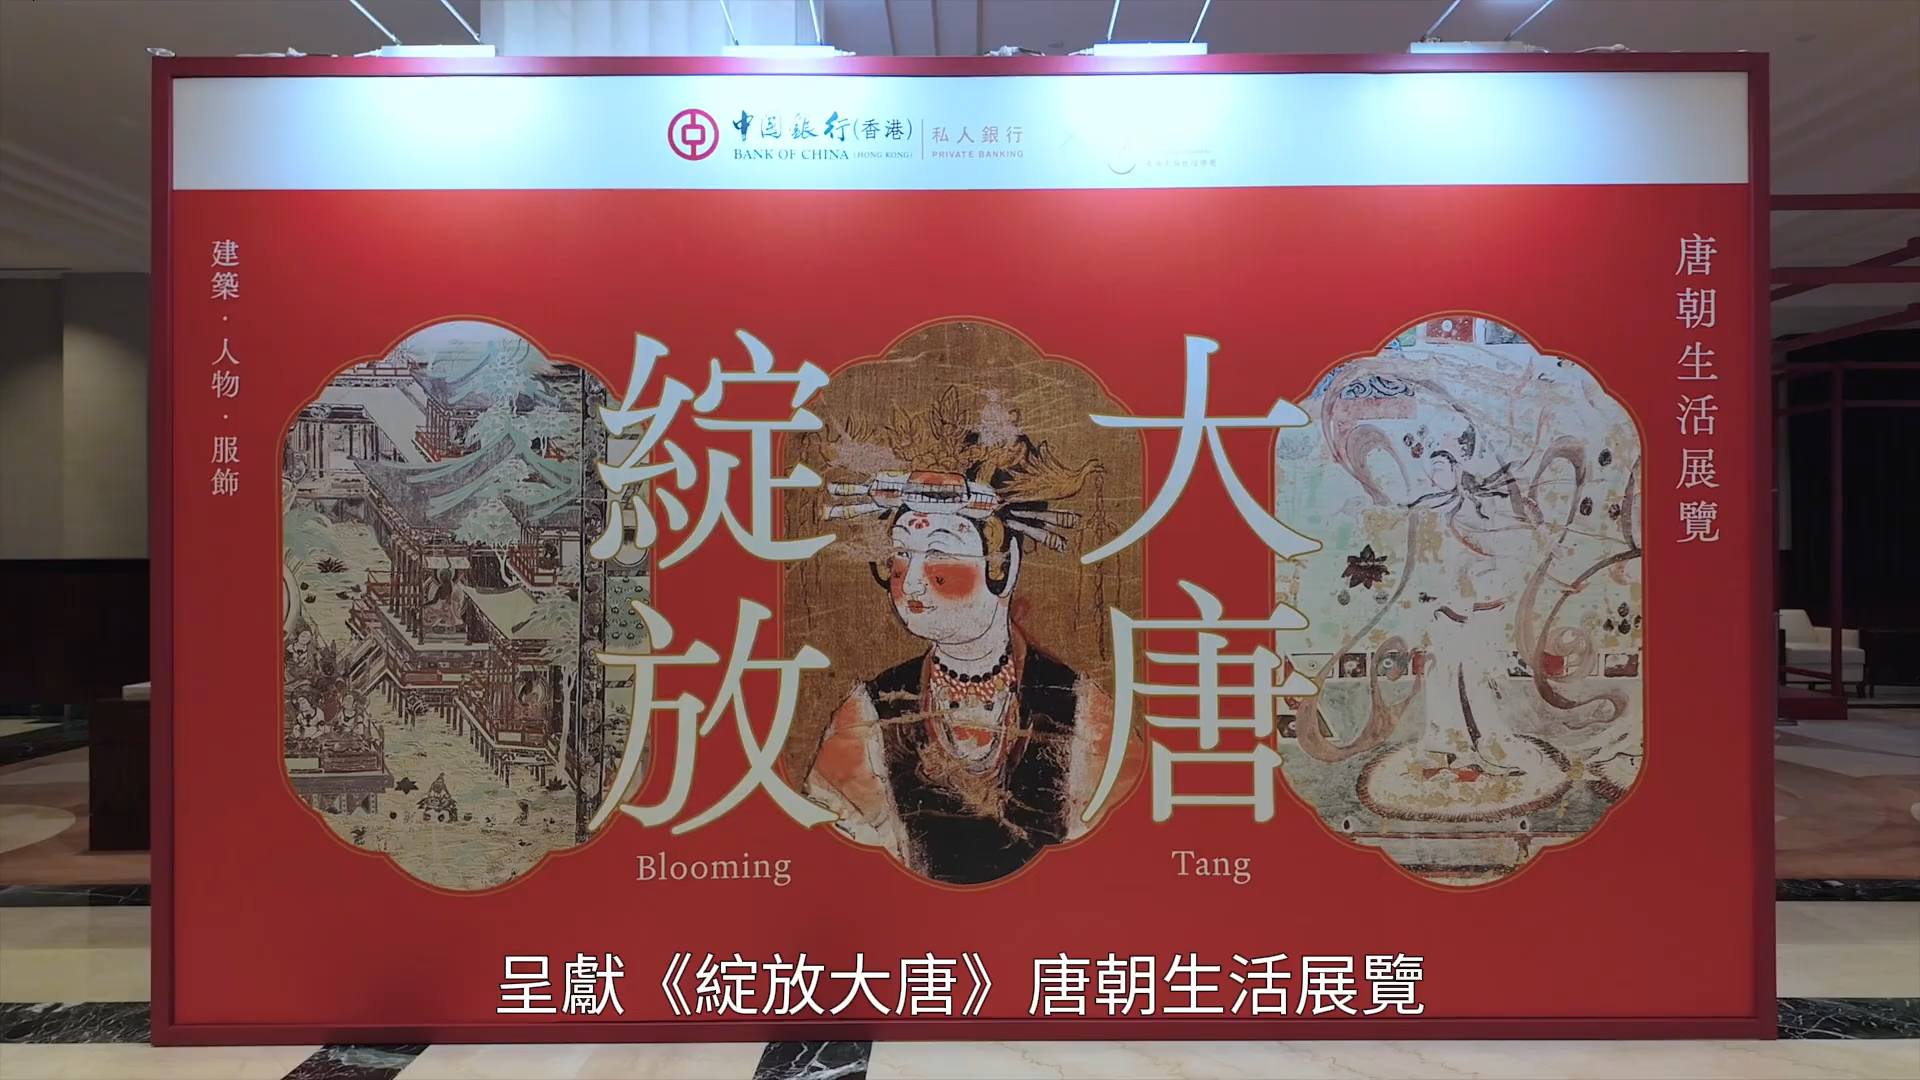 中国銀行(香港)
BANK OF CHINA (HONG KONG)
私人銀行
PRIVATE BANKING
唐朝生活展覽
建築·人物·服飾
大唐
綻放
Blooming
Tang
呈獻《綻放大唐》唐朝生活展覽